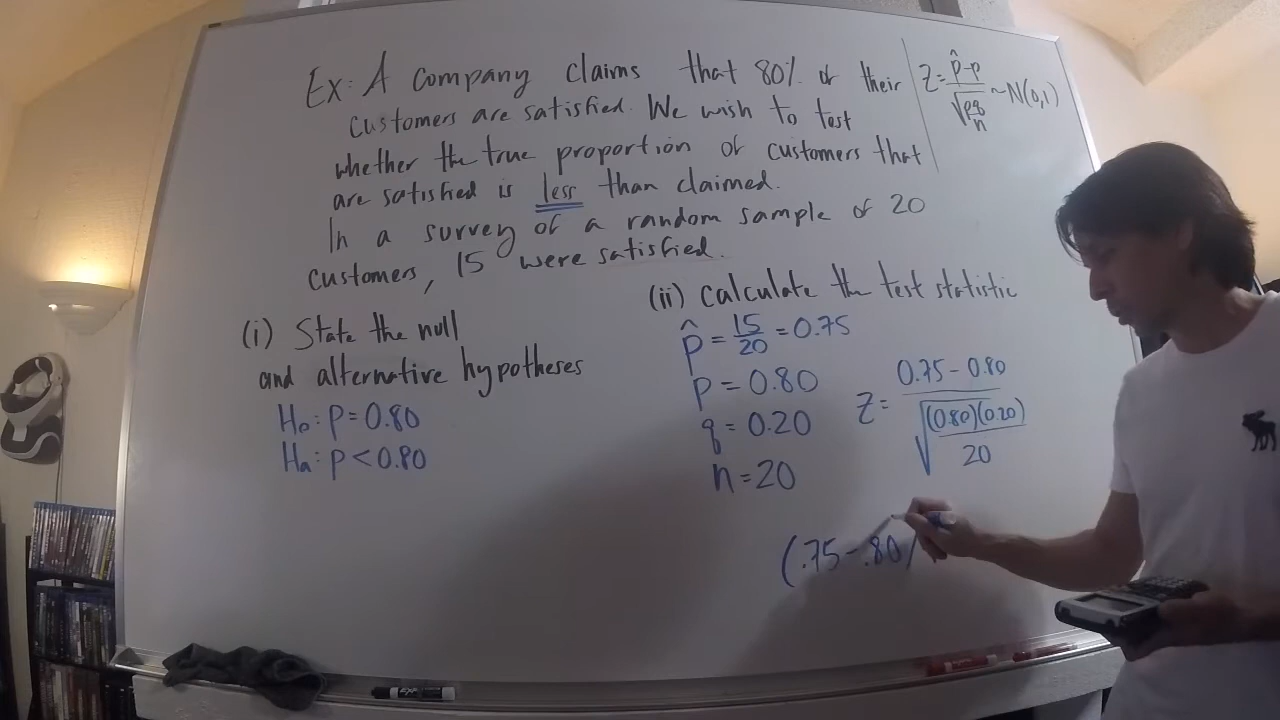 Ex: A company claims that 80% of their
customers are satisfied. We wish to test
whether the true proportion of customers that
are satisfied is less than claimed.
In a survey of a random sample of 20
customers, 15 were satisfied.
Z = (p̂-p)/√(pq/n) ~ N(0,1)
(i) State the null
and alternative hypotheses
H₀: p = 0.80
Hₐ: p < 0.80
(ii) Calculate the test statistic
p̂ = 15/20 = 0.75
p = 0.80
q = 0.20
n = 20
Z = (0.75 - 0.80)/√((0.80)(0.20)/20)
(.75 - .80)